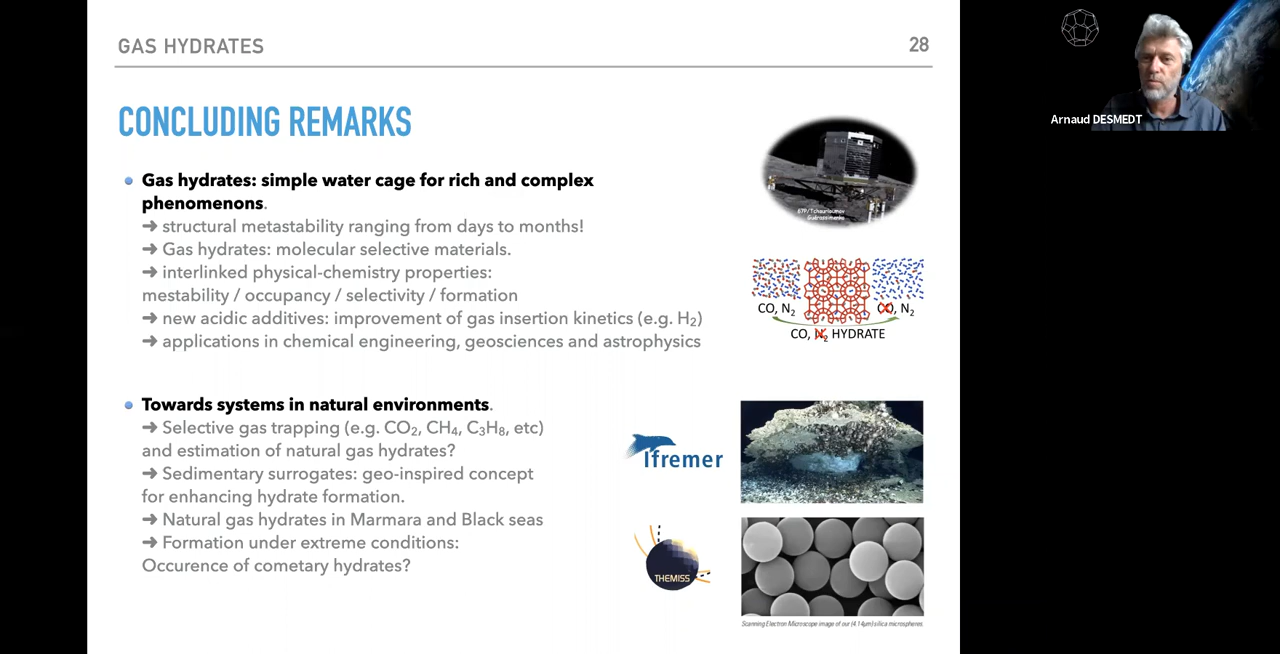 GAS HYDRATES
28
CONCLUDING REMARKS
Gas hydrates: simple water cage for rich and complex
phenomenons.
➜ structural metastability ranging from days to months!
➜ Gas hydrates: molecular selective materials.
➜ interlinked physical-chemistry properties:
mestability / occupancy / selectivity / formation
➜ new acidic additives: improvement of gas insertion kinetics (e.g. H₂)
➜ applications in chemical engineering, geosciences and astrophysics
CO, N₂
CO, N₂
CO, N₂ HYDRATE
Towards systems in natural environments.
➜ Selective gas trapping (e.g. CO₂, CH₄, C₃H₈, etc)
and estimation of natural gas hydrates?
➜ Sedimentary surrogates: geo-inspired concept
for enhancing hydrate formation.
➜ Natural gas hydrates in Marmara and Black seas
➜ Formation under extreme conditions:
Occurence of cometary hydrates?
Ifremer
THEMISS
Scanning Electron Microscope image of our (4.14µm) silica microspheres
Arnaud DESMEDT